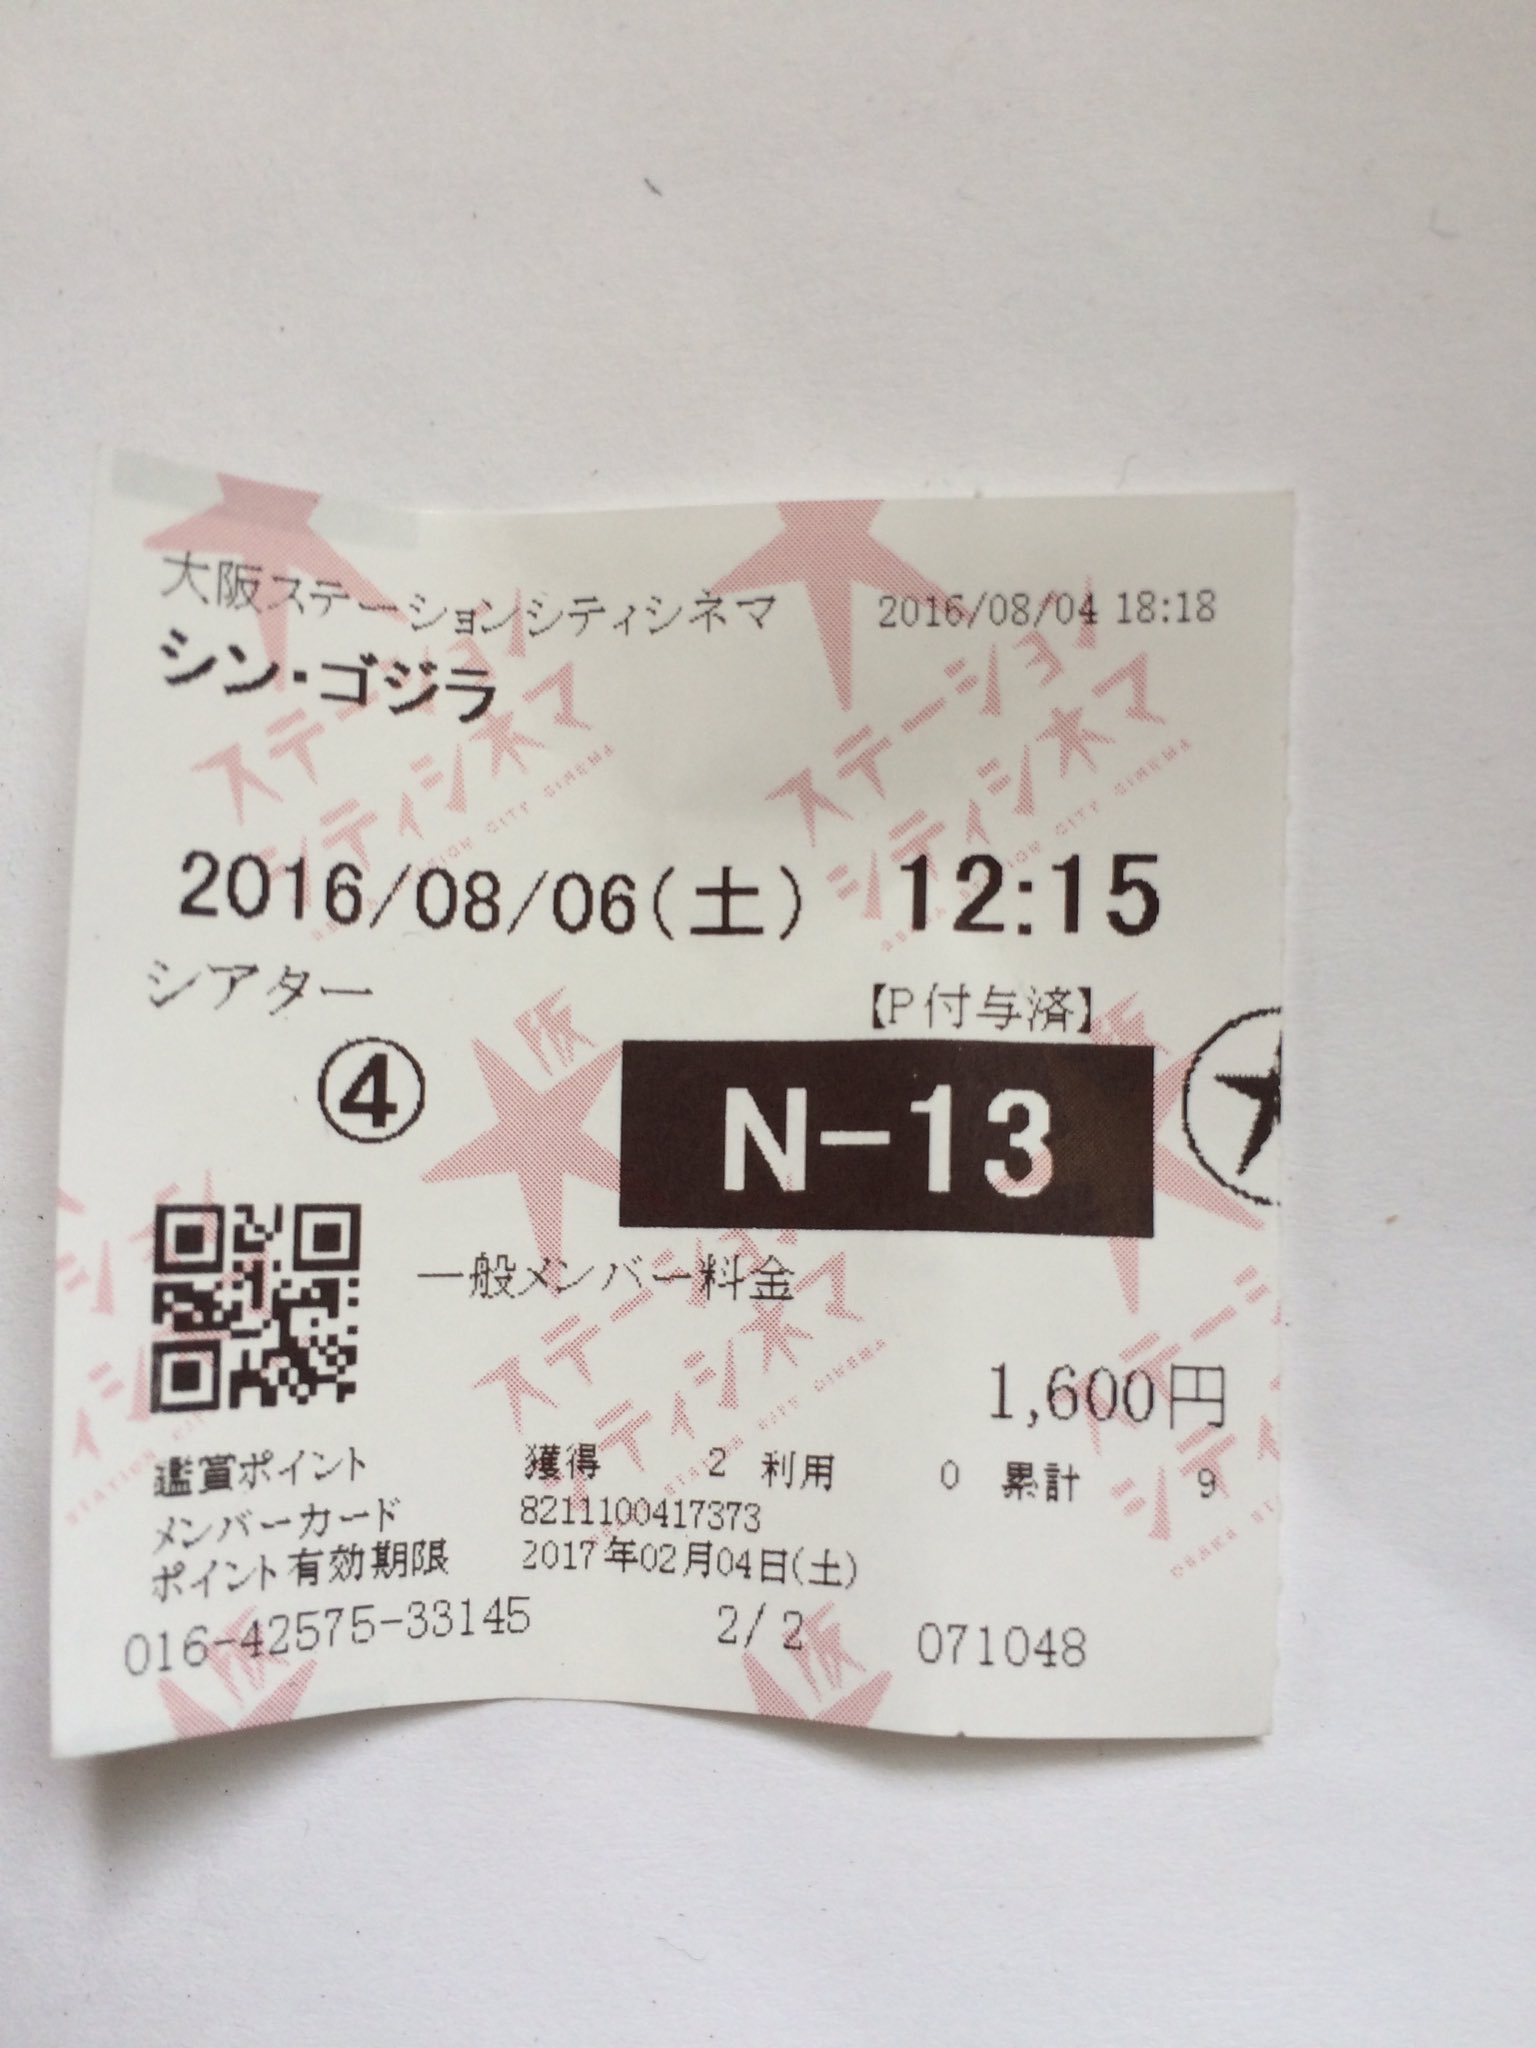 大阪ステーションシティシネマ 2016/08/04 18:18
シン・ゴジラ
2016/08/06(土) 12:15
シアター 【P付与済】
④ N-13
一般メンバー料金
1,600円
鑑賞ポイント 獲得 2 利用 0 累計 9
メンバーカード 8211100417373
ポイント有効期限 2017年02月04日(土)
016-42575-33145 2/2 071048